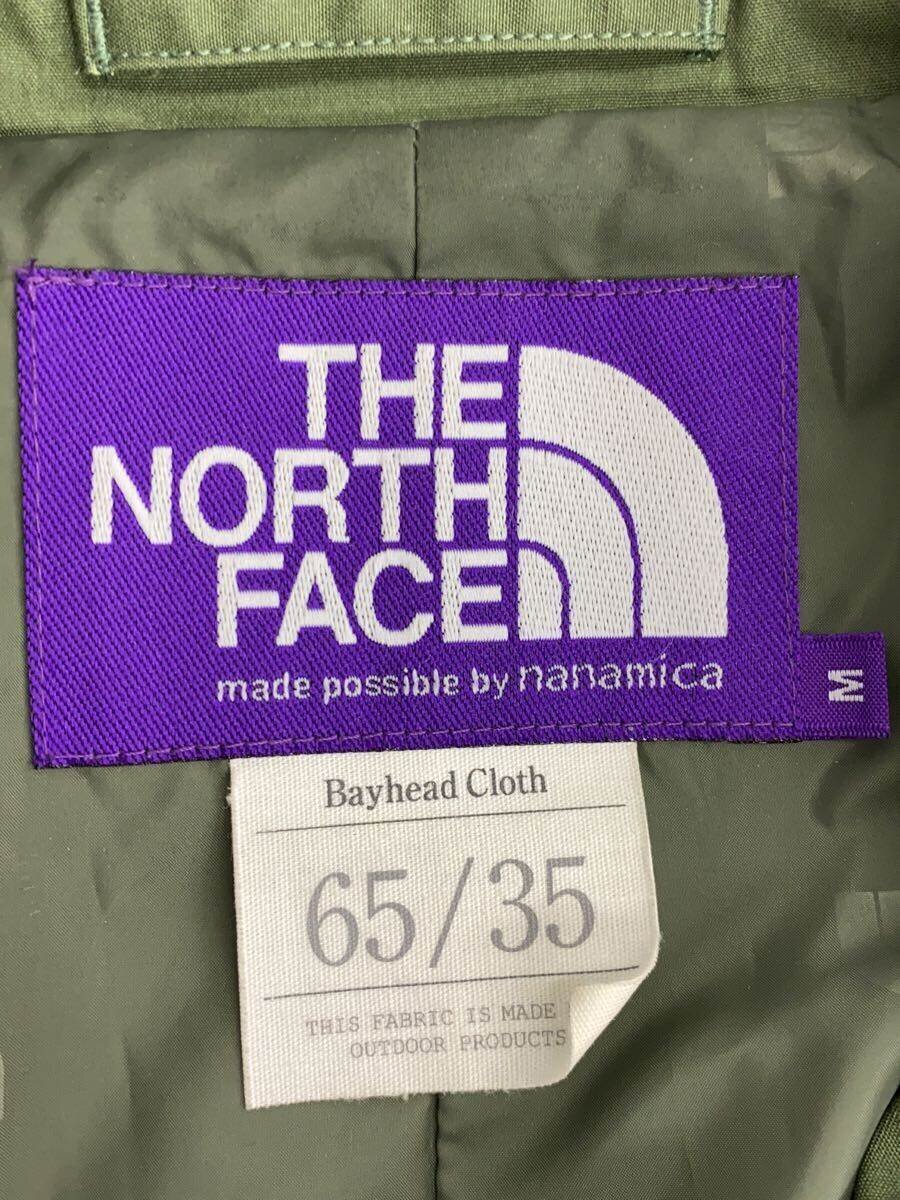 THE
NORTH
FACE
made possible by nanamica
M
Bayhead Cloth
65/35
THIS FABRIC IS MADE
OUTDOOR PRODUCTS